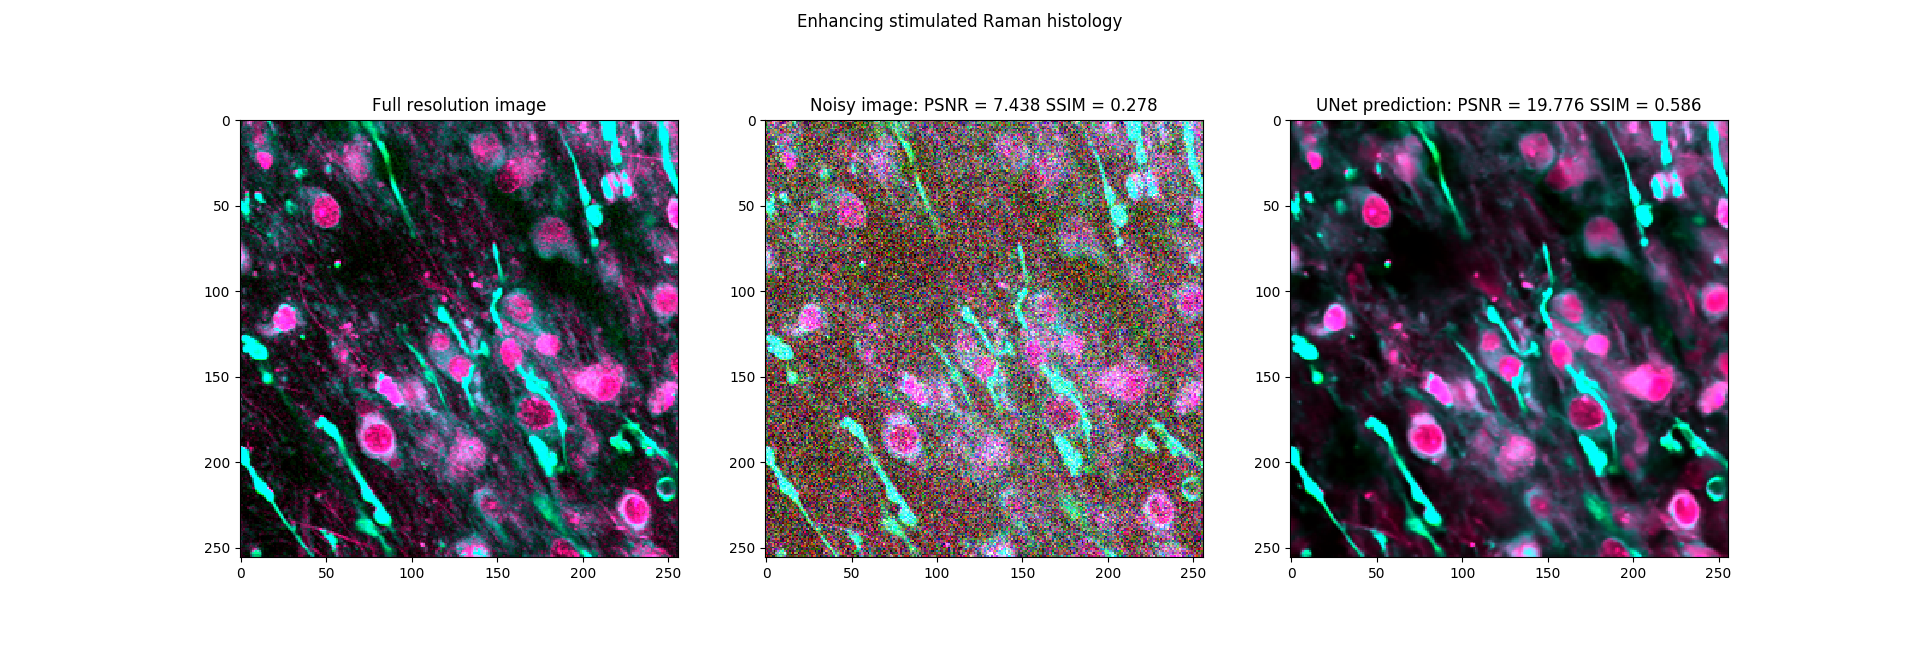 Enhancing stimulated Raman histology
Full resolution image
Noisy image: PSNR = 7.438 SSIM = 0.278
UNet prediction: PSNR = 19.776 SSIM = 0.586
0
50
100
150
200
250
0 50 100 150 200 250
0
50
100
150
200
250
0 50 100 150 200 250
0
50
100
150
200
250
0 50 100 150 200 250